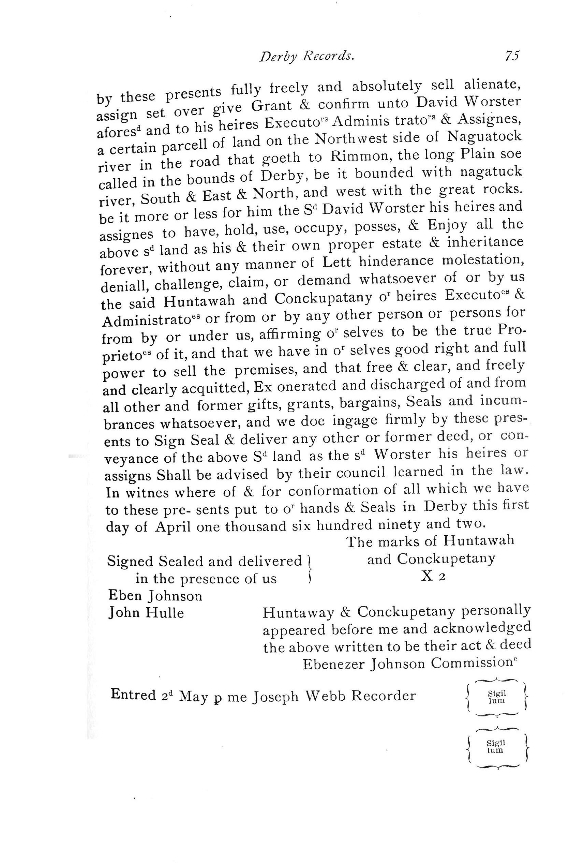 Derby Records. 75
by these presents fully freely and absolutely sell alienate,
assign set over give Grant & confirm unto David Worster
aforesᵈ and to his heires Executoʳˢ Adminis tratoʳˢ & Assignes,
a certain parcell of land on the Northwest side of Naguatock
river in the road that goeth to Rimmon, the long Plain soe
called in the bounds of Derby, be it bounded with nagatuck
river, South & East & North, and west with the great rocks.
be it more or less for him the Sᵈ David Worster his heires and
assignes to have, hold, use, occupy, posses, & Enjoy all the
above sᵈ land as his & their own proper estate & inheritance
forever, without any manner of Lett hinderance molestation,
deniall, challenge, claim, or demand whatsoever of or by us
the said Huntawah and Conckupatany oʳ heires Executoᵉˢ &
Administratoᵉˢ or from or by any other person or persons for
from by or under us, affirming oʳ selves to be the true Pro-
prietoᵉˢ of it, and that we have in oʳ selves good right and full
power to sell the premises, and that free & clear, and freely
and clearly acquitted, Ex onerated and discharged of and from
all other and former gifts, grants, bargains, Seals and incum-
brances whatsoever, and we doe ingage firmly by these pres-
ents to Sign Seal & deliver any other or former deed, or con-
veyance of the above Sᵈ land as the sᵈ Worster his heires or
assigns Shall be advised by their council learned in the law.
In witnes where of & for conformation of all which we have
to these pre- sents put to oʳ hands & Seals in Derby this first
day of April one thousand six hundred ninety and two.
The marks of Huntawah
Signed Sealed and delivered } and Conckupetany
in the presence of us } X 2
Eben Johnson
John Hulle Huntaway & Conckupetany personally
appeared before me and acknowledged
the above written to be their act & deed
Ebenezer Johnson Commissionᵉ
Entred 2ᵈ May p me Joseph Webb Recorder { Sigil
lum }
{ Sigil
lum }